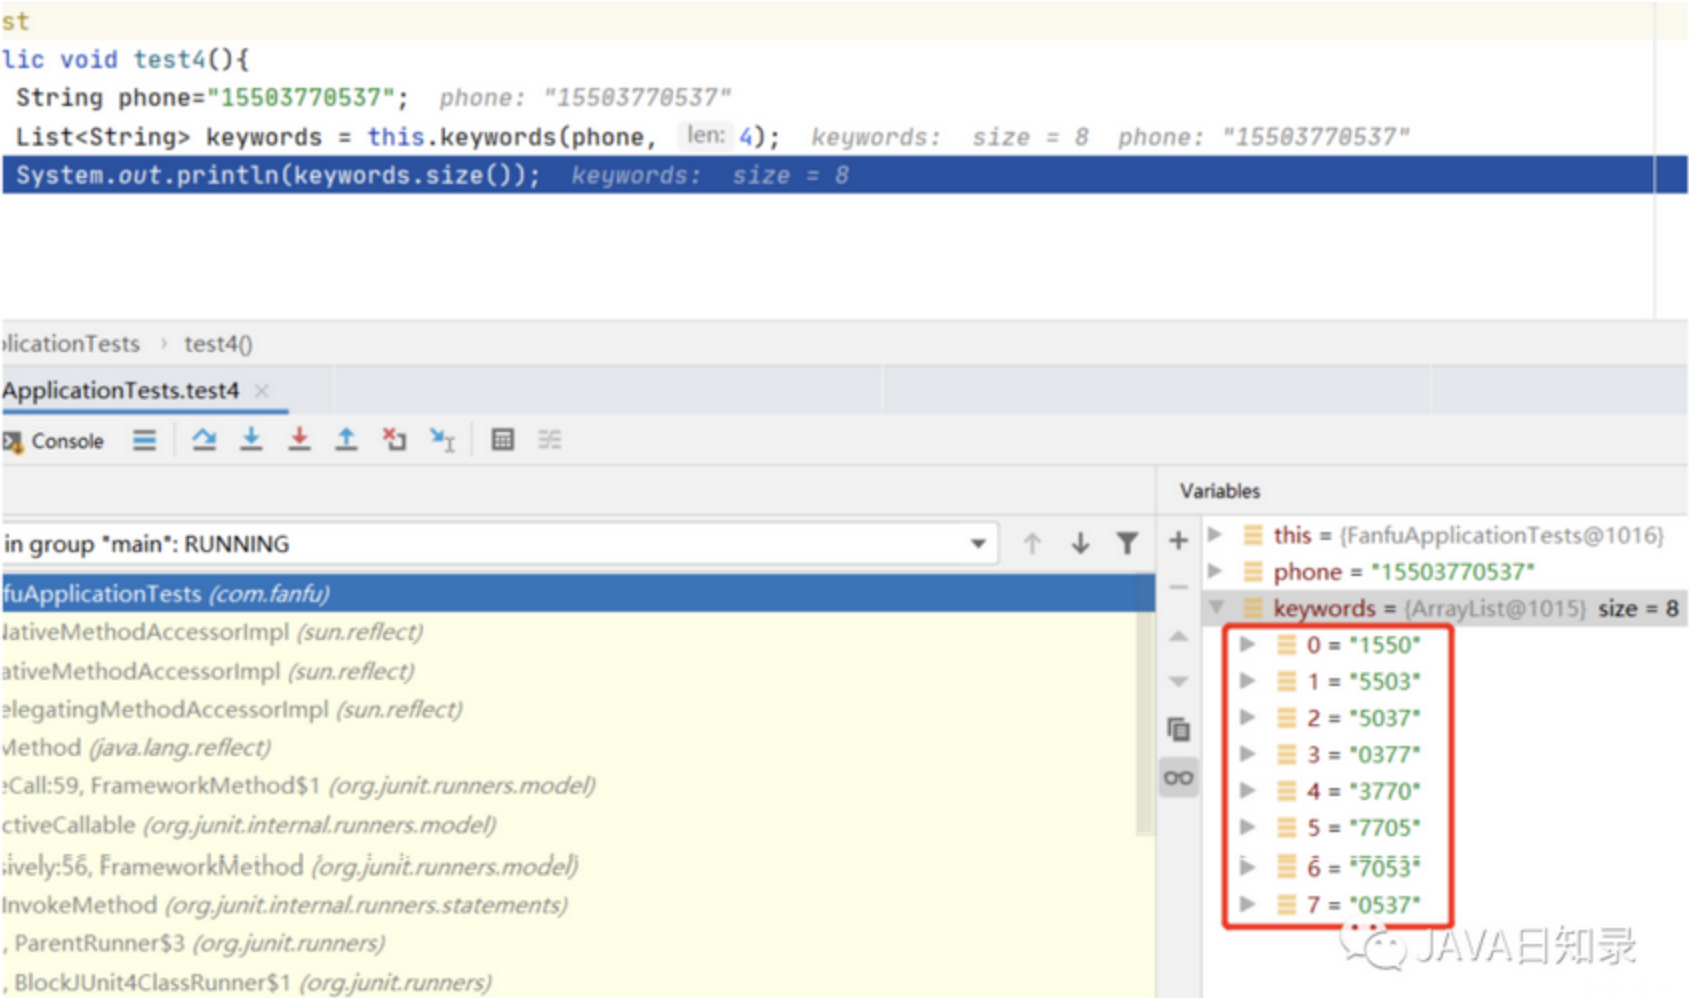 st
lic void test4(){
String phone="15503770537"; phone: "15503770537"
List<String> keywords = this.keywords(phone, len: 4); keywords: size = 8 phone: "15503770537"
System.out.println(keywords.size()); keywords: size = 8
licationTests › test4()
ApplicationTests.test4 ×
Console
Variables
in group "main": RUNNING
fuApplicationTests (com.fanfu)
NativeMethodAccessorImpl (sun.reflect)
ativeMethodAccessorImpl (sun.reflect)
elegatingMethodAccessorImpl (sun.reflect)
Method (java.lang.reflect)
eCall:59, FrameworkMethod$1 (org.junit.runners.model)
ctiveCallable (org.junit.internal.runners.model)
sively:56, FrameworkMethod (org.junit.runners.model)
InvokeMethod (org.junit.internal.runners.statements)
, ParentRunner$3 (org.junit.runners)
, BlockJUnit4ClassRunner$1 (org.junit.runners)
this = {FanfuApplicationTests@1016}
phone = "15503770537"
keywords = {ArrayList@1015} size = 8
0 = "1550"
1 = "5503"
2 = "5037"
3 = "0377"
4 = "3770"
5 = "7705"
6 = "7053"
7 = "0537"
JAVA日知录